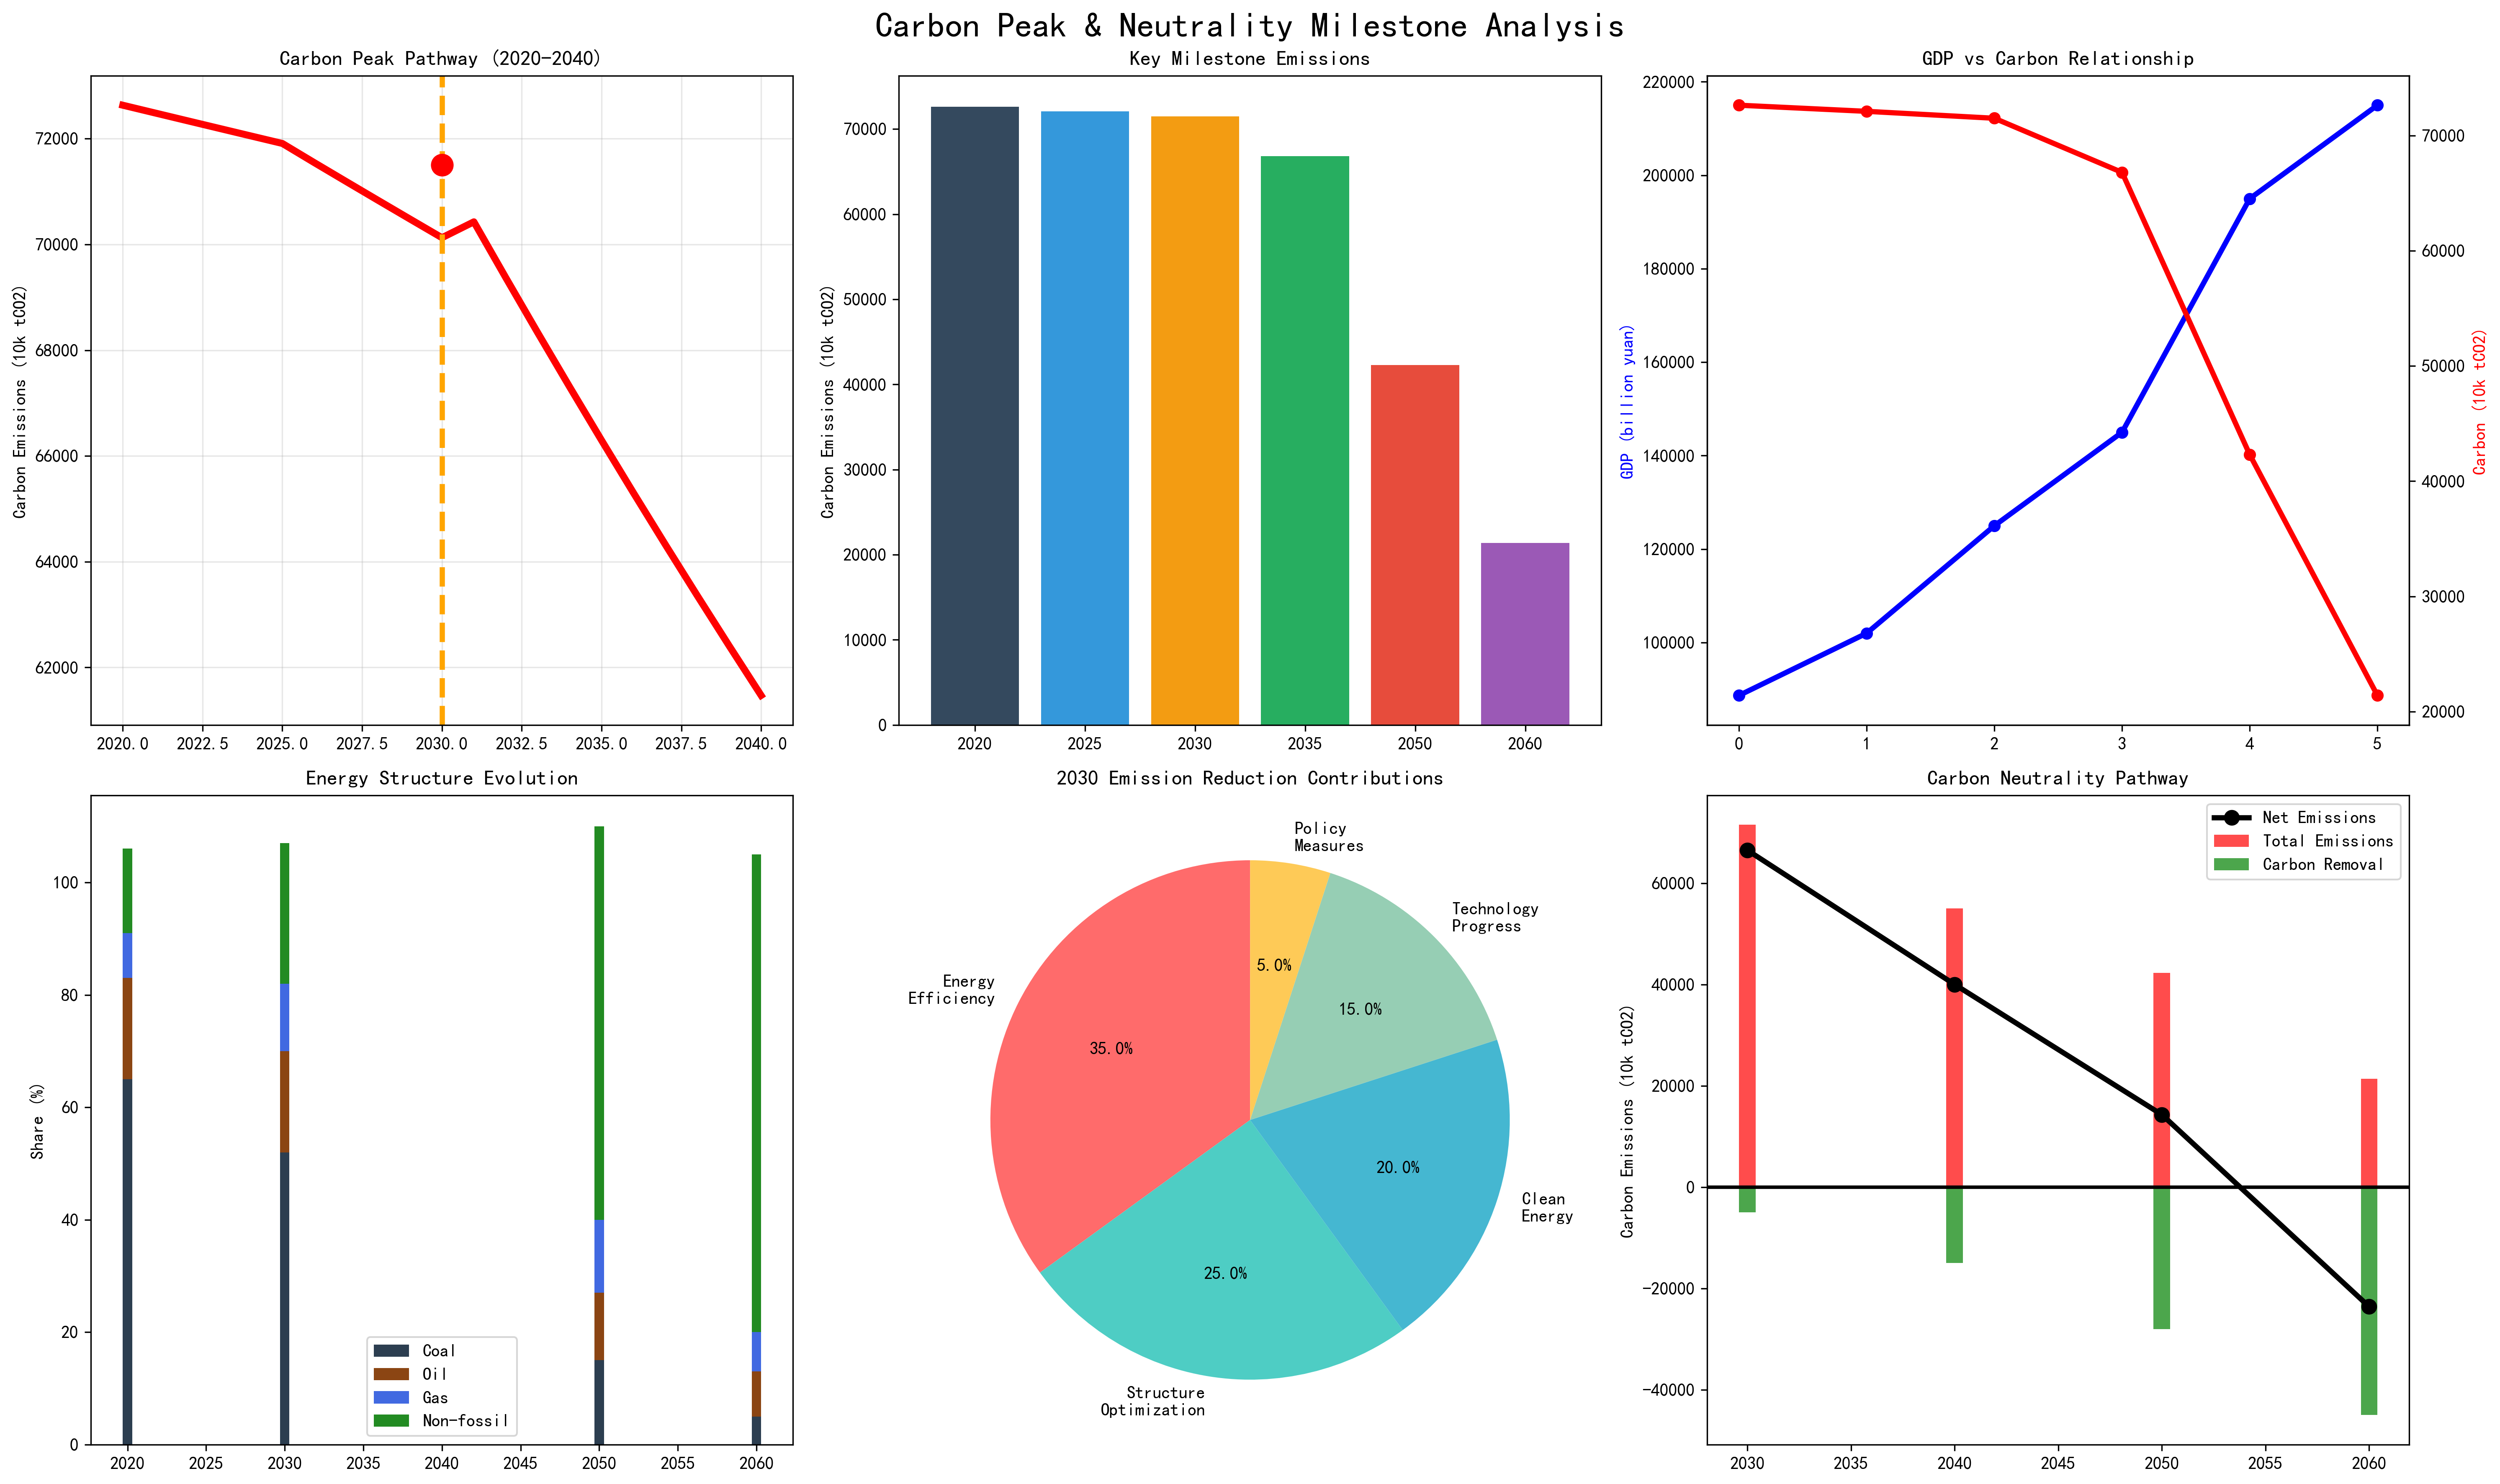 Carbon Peak & Neutrality Milestone Analysis
Carbon Peak Pathway (2020-2040)
Carbon Emissions (10k tCO2)
72000
70000
68000
66000
64000
62000
2020.0 2022.5 2025.0 2027.5 2030.0 2032.5 2035.0 2037.5 2040.0
Key Milestone Emissions
Carbon Emissions (10k tCO2)
70000
60000
50000
40000
30000
20000
10000
0
2020 2025 2030 2035 2050 2060
GDP vs Carbon Relationship
GDP (billion yuan)
220000
200000
180000
160000
140000
120000
100000
0 1 2 3 4 5
70000
60000
50000
40000
30000
20000
Carbon (10k tCO2)
Energy Structure Evolution
Share (%)
100
80
60
40
20
0
Coal
Oil
Gas
Non-fossil
2020 2025 2030 2035 2040 2045 2050 2055 2060
2030 Emission Reduction Contributions
Policy
Measures
Technology
Progress
Energy
Efficiency
5.0%
15.0%
35.0%
20.0%
Clean
Energy
25.0%
Structure
Optimization
Carbon Neutrality Pathway
Net Emissions
Total Emissions
Carbon Removal
Carbon Emissions (10k tCO2)
60000
40000
20000
0
-20000
-40000
2030 2035 2040 2045 2050 2055 2060